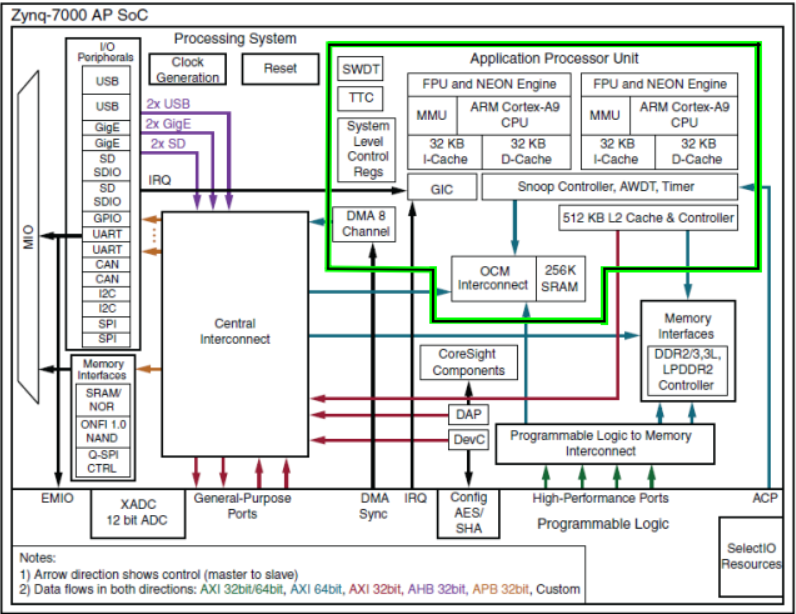 Zynq-7000 AP SoC
Processing System
I/O
Peripherals
USB
USB
GigE
GigE
SD
SDIO
SD
SDIO
GPIO
UART
UART
CAN
CAN
I2C
I2C
SPI
SPI
MIO
Memory
Interfaces
SRAM/
NOR
ONFI 1.0
NAND
Q-SPI
CTRL
2x USB
2x GigE
2x SD
IRQ
Clock
Generation
Reset
Central
Interconnect
SWDT
TTC
System
Level
Control
Regs
DMA 8
Channel
Application Processor Unit
FPU and NEON Engine
MMU
ARM Cortex-A9
CPU
32 KB
I-Cache
32 KB
D-Cache
FPU and NEON Engine
MMU
ARM Cortex-A9
CPU
32 KB
I-Cache
32 KB
D-Cache
GIC
Snoop Controller, AWDT, Timer
512 KB L2 Cache & Controller
OCM
Interconnect
256K
SRAM
Memory
Interfaces
DDR2/3,3L,
LPDDR2
Controller
CoreSight
Components
DAP
DevC
Programmable Logic to Memory
Interconnect
EMIO
XADC
12 bit ADC
General-Purpose
Ports
DMA
Sync
IRQ
Config
AES/
SHA
High-Performance Ports
ACP
Programmable Logic
SelectIO
Resources
Notes:
1) Arrow direction shows control (master to slave)
2) Data flows in both directions: AXI 32bit/64bit, AXI 64bit, AXI 32bit, AHB 32bit, APB 32bit, Custom